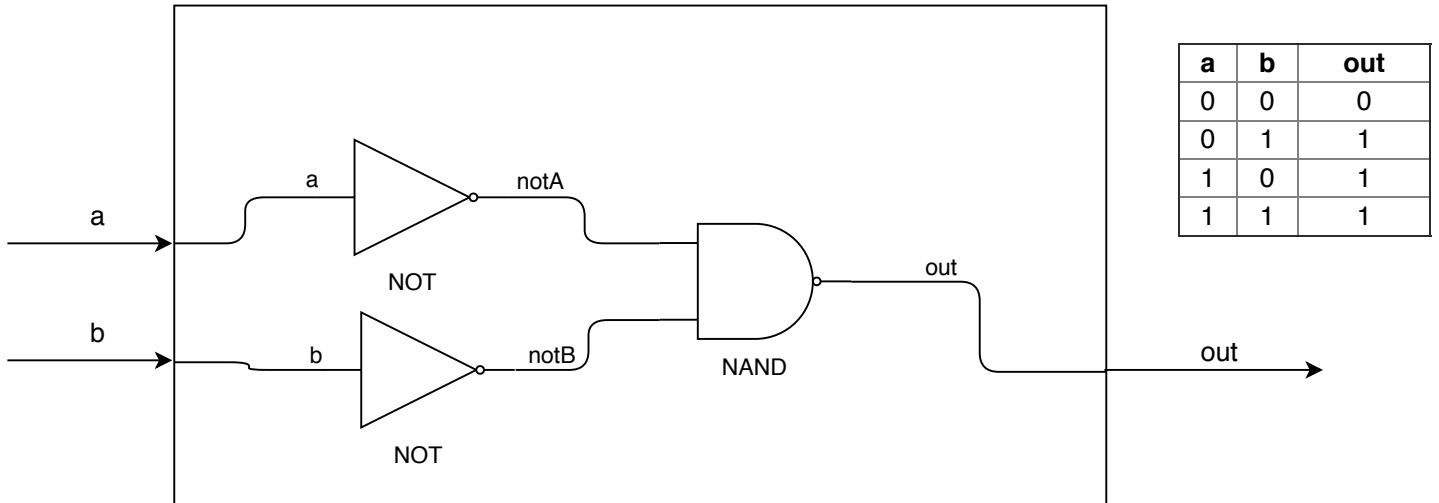 a b out
0 0 0
0 1 1
a notA
1 0 1
a
1 1 1
out
NOT
b
b notB
NAND
out
NOT